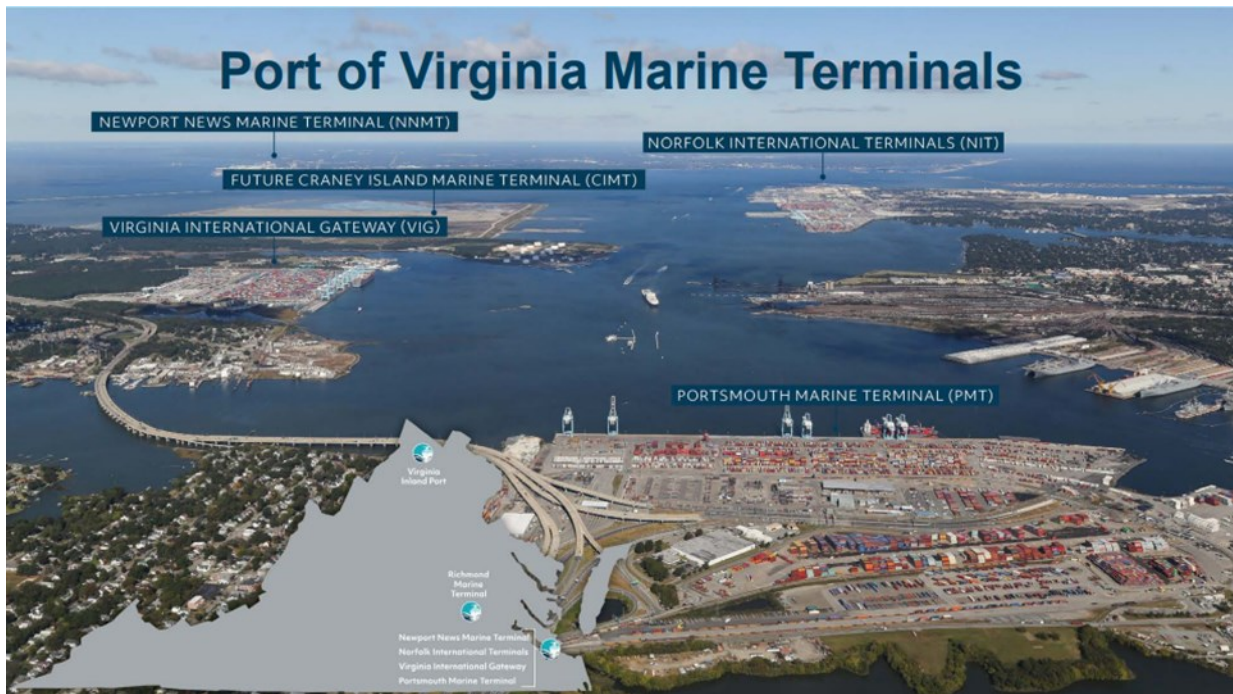 Port of Virginia Marine Terminals
NEWPORT NEWS MARINE TERMINAL (NNMT)
NORFOLK INTERNATIONAL TERMINALS (NIT)
FUTURE CRANEY ISLAND MARINE TERMINAL (CIMT)
VIRGINIA INTERNATIONAL GATEWAY (VIG)
PORTSMOUTH MARINE TERMINAL (PMT)
Virginia
Inland Port
Richmond
Marine
Terminal
Newport News Marine Terminal
Norfolk International Terminals
Virginia International Gateway
Portsmouth Marine Terminal